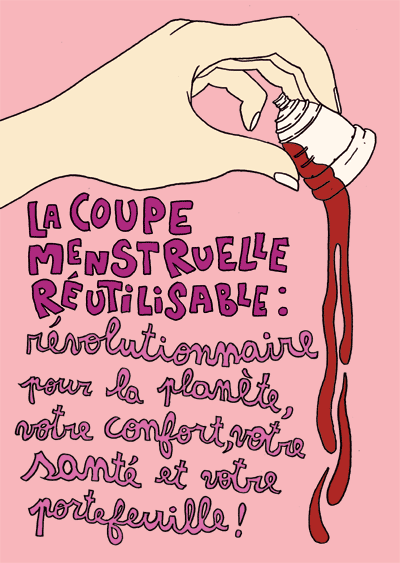 LA COUPE
MENSTRUELLE
RÉUTILISABLE :
révolutionnaire
pour la planète,
votre confort, votre
santé et votre
portefeuille !